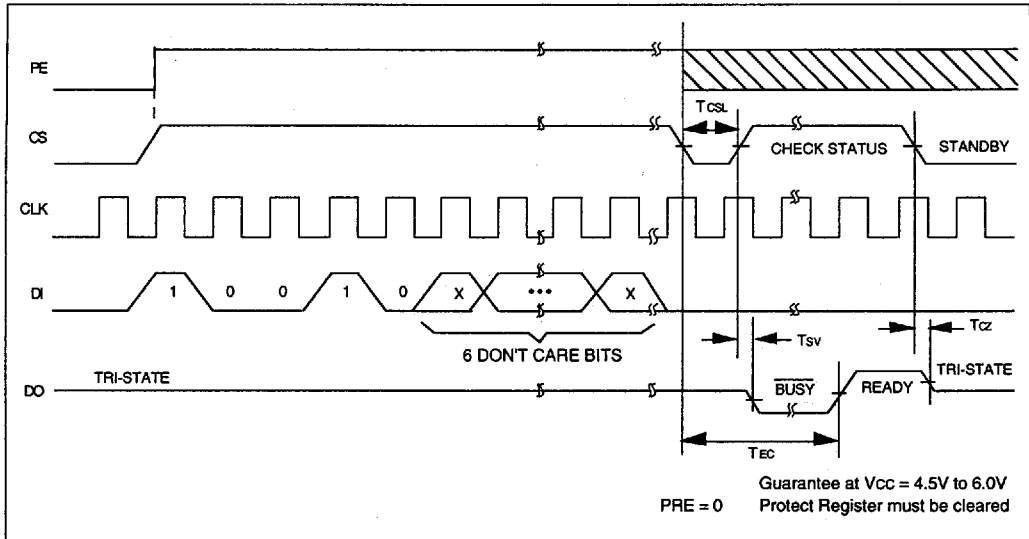 PE
TCSL
CS
CHECK STATUS
STANDBY
CLK
DI
1 0 0 1 0 X ••• X
6 DON'T CARE BITS
TSV
TCZ
DO
TRI-STATE
BUSY
READY
TRI-STATE
TEC
Guarantee at VCC = 4.5V to 6.0V
PRE = 0 Protect Register must be cleared